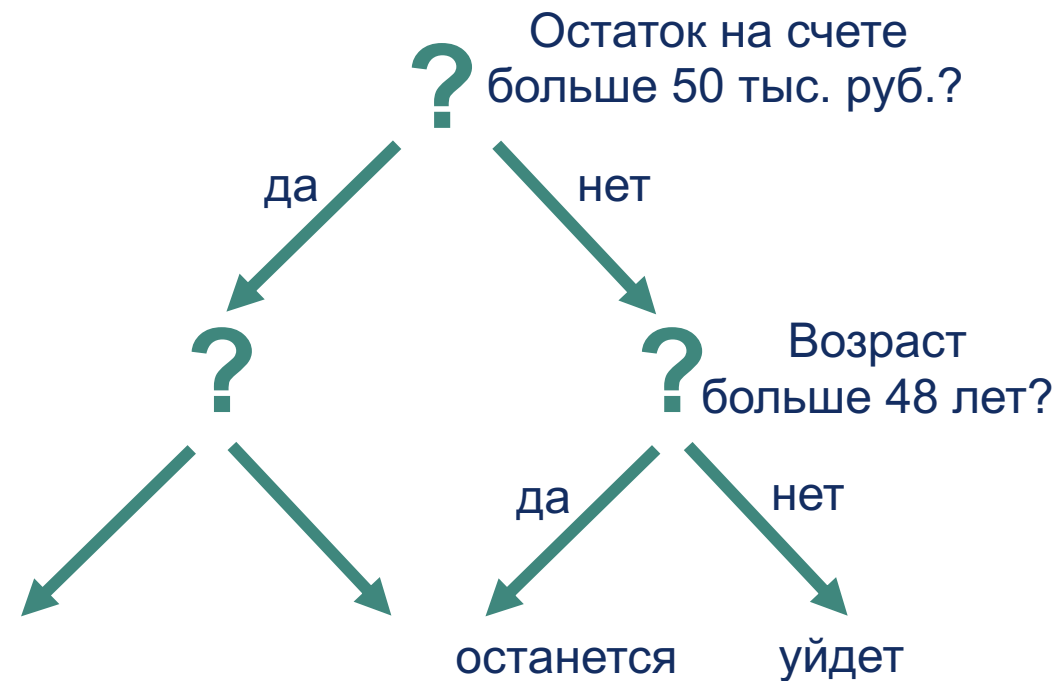 ?
Остаток на счете
больше 50 тыс. руб.?
да
нет
?
?
Возраст
больше 48 лет?
да
нет
останется
уйдет